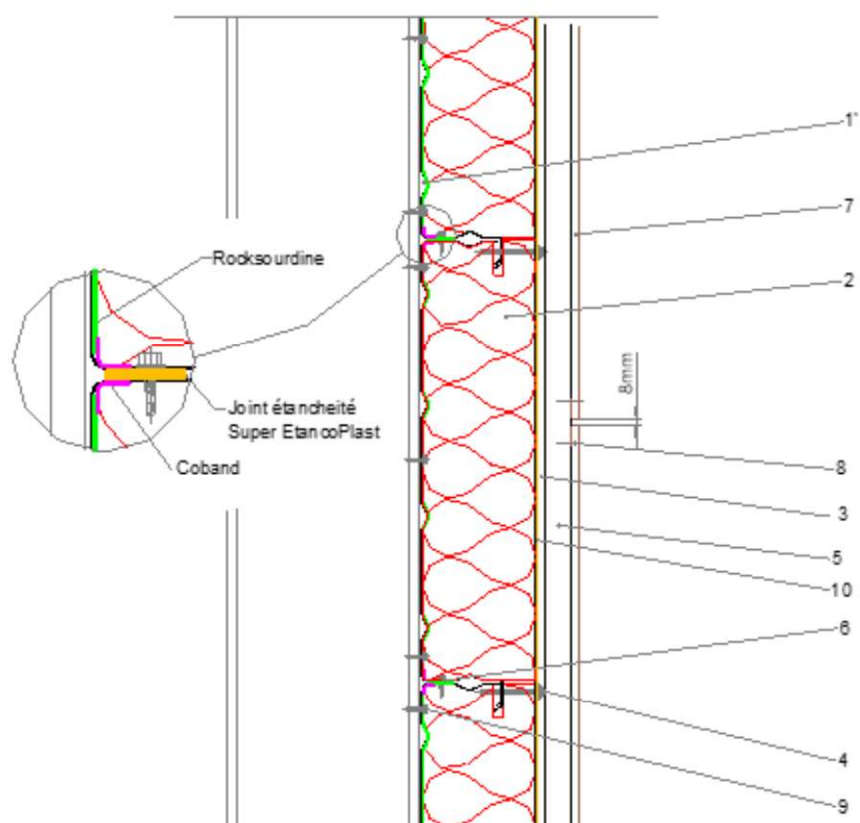 1'
7
Rocksourdine
2
8mm
Joint étancheité
Super EtancoPlast
Coband
8
3
5
10
6
4
9